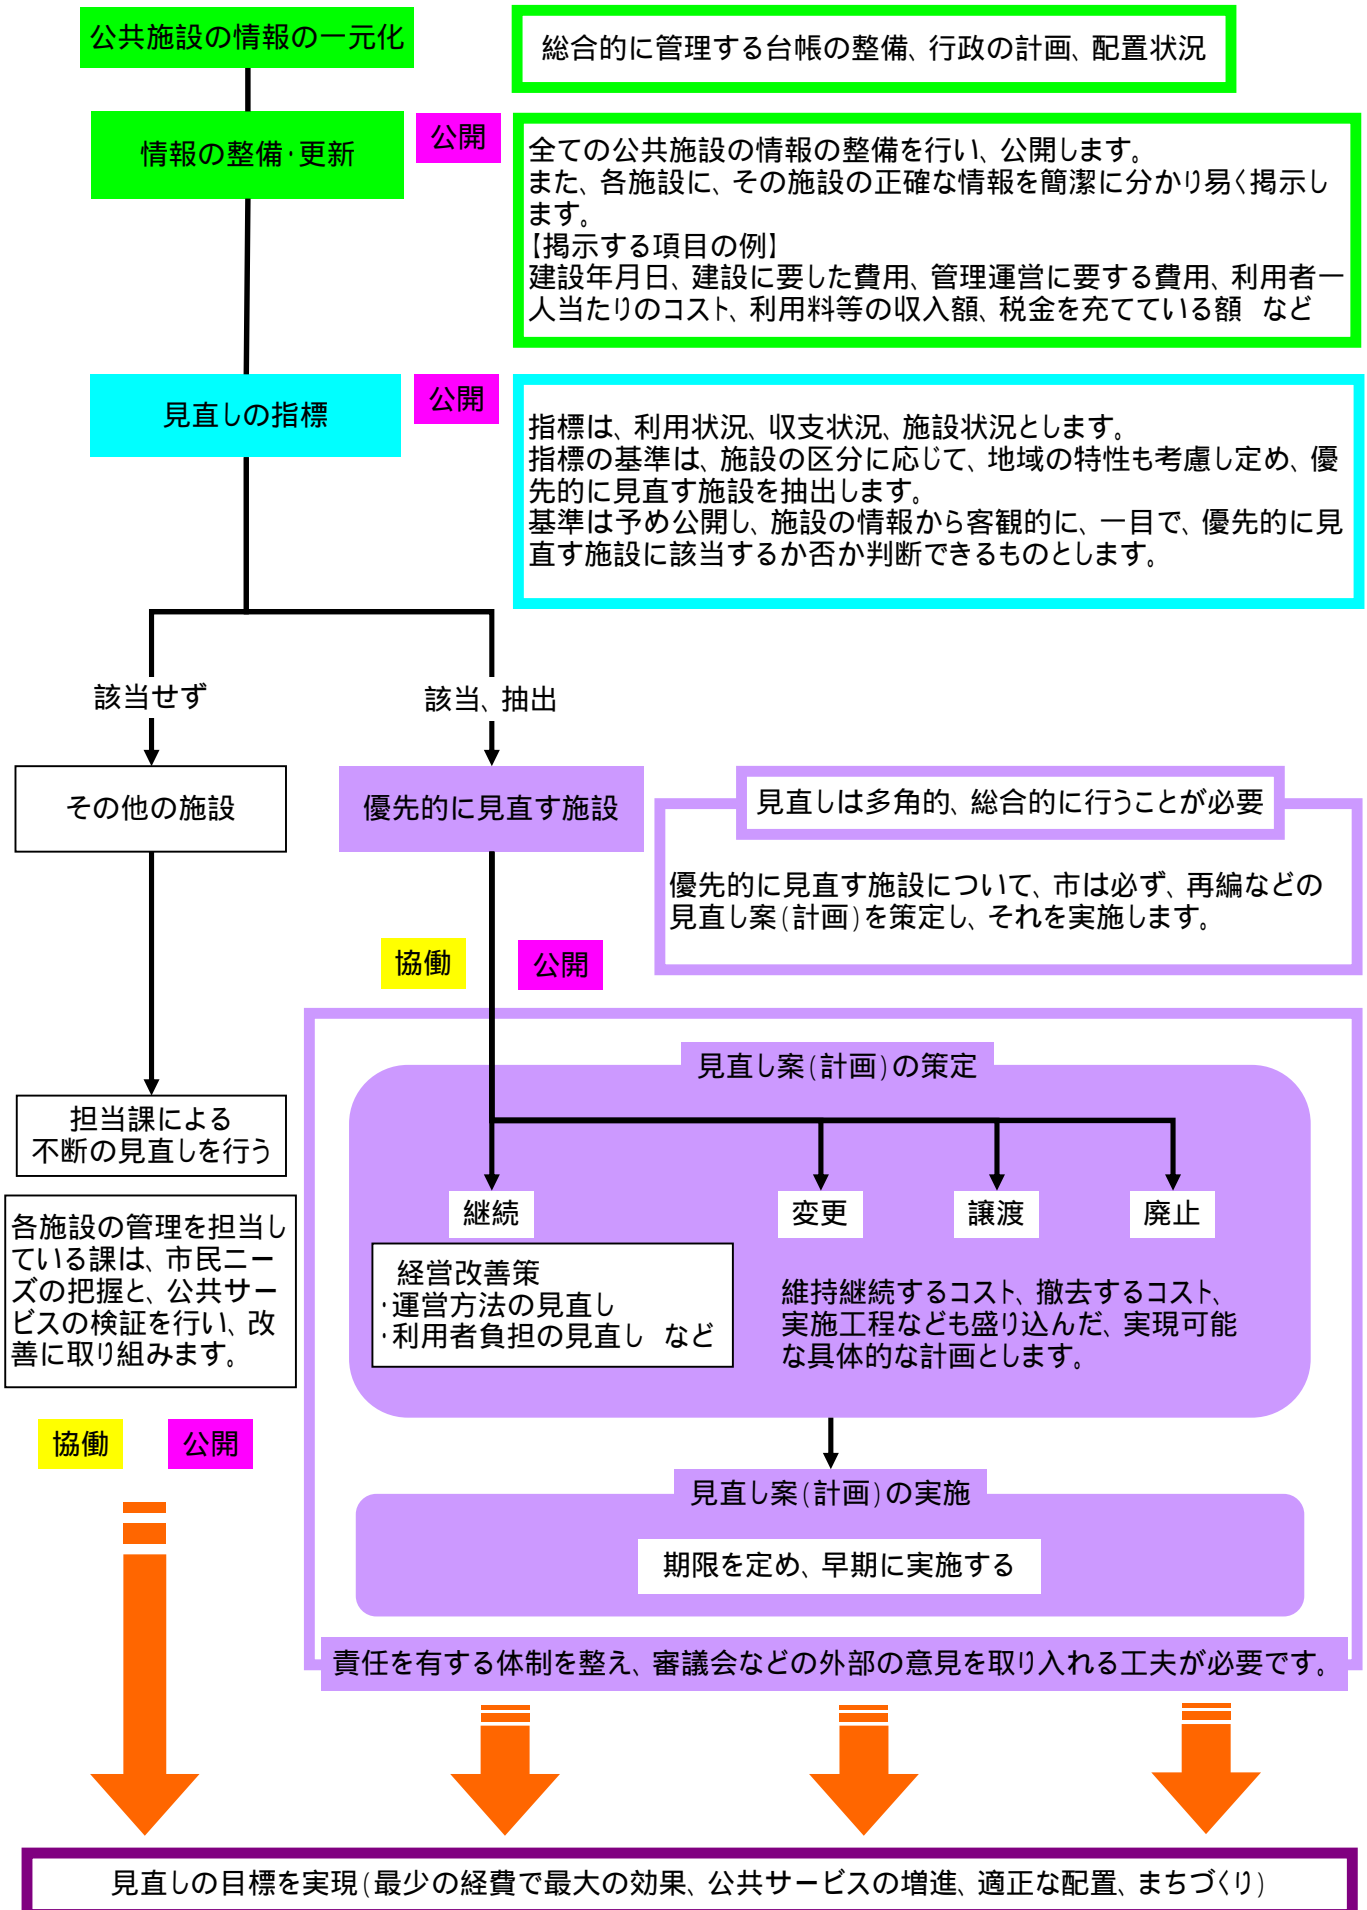 公共施設の情報の一元化
総合的に管理する台帳の整備、行政の計画、配置状況
情報の整備・更新
公開
全ての公共施設の情報の整備を行い、公開します。
また、各施設に、その施設の正確な情報を簡潔に分かり易く掲示し
ます。
【掲示する項目の例】
建設年月日、建設に要した費用、管理運営に要する費用、利用者一
人当たりのコスト、利用料等の収入額、税金を充てている額　など
見直しの指標
公開
指標は、利用状況、収支状況、施設状況とします。
指標の基準は、施設の区分に応じて、地域の特性も考慮し定め、優
先的に見直す施設を抽出します。
基準は予め公開し、施設の情報から客観的に、一目で、優先的に見
直す施設に該当するか否か判断できるものとします。
該当せず
該当、抽出
その他の施設
優先的に見直す施設
見直しは多角的、総合的に行うことが必要
優先的に見直す施設について、市は必ず、再編などの
見直し案(計画)を策定し、それを実施します。
協働
公開
見直し案(計画)の策定
担当課による
不断の見直しを行う
継続
変更
譲渡
廃止
各施設の管理を担当し
ている課は、市民ニー
ズの把握と、公共サー
ビスの検証を行い、改
善に取り組みます。
経営改善策
・運営方法の見直し
・利用者負担の見直し　など
維持継続するコスト、撤去するコスト、
実施工程なども盛り込んだ、実現可能
な具体的な計画とします。
協働
公開
見直し案(計画)の実施
期限を定め、早期に実施する
責任を有する体制を整え、審議会などの外部の意見を取り入れる工夫が必要です。
見直しの目標を実現(最少の経費で最大の効果、公共サービスの増進、適正な配置、まちづくり)